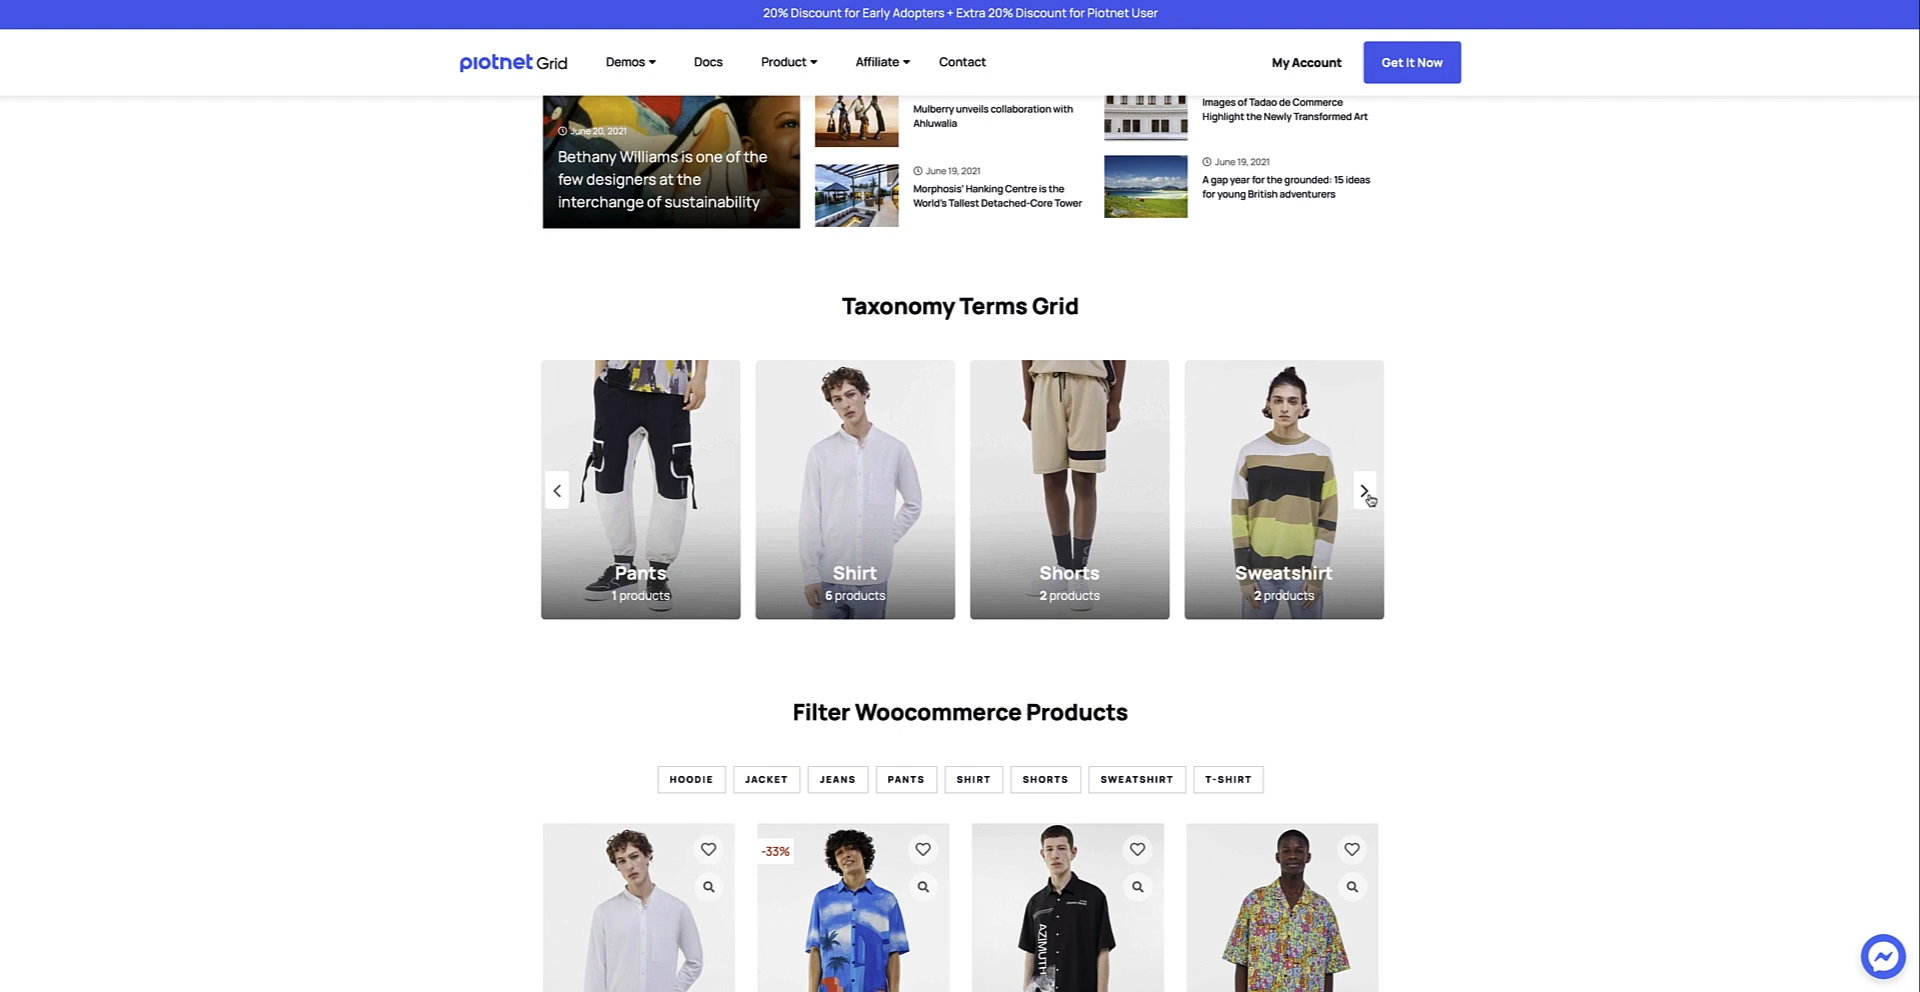 20% Discount for Early Adopters + Extra 20% Discount for Piotnet User
piotnet Grid
Demos
Docs
Product
Affiliate
Contact
My Account
Get It Now
June 20, 2021
Bethany Williams is one of the
few designers at the
interchange of sustainability
Mulberry unveils collaboration with
Ahluwalia
June 19, 2021
Morphosis' Hanking Centre is the
World's Tallest Detached-Core Tower
Images of Tadao de Commerce
Highlight the Newly Transformed Art
June 19, 2021
A gap year for the grounded: 15 ideas
for young British adventurers
Taxonomy Terms Grid
Pants
1 products
Shirt
6 products
Shorts
2 products
Sweatshirt
2 products
Filter Woocommerce Products
HOODIE
JACKET
JEANS
PANTS
SHIRT
SHORTS
SWEATSHIRT
T-SHIRT
-33%
AZIMUTH